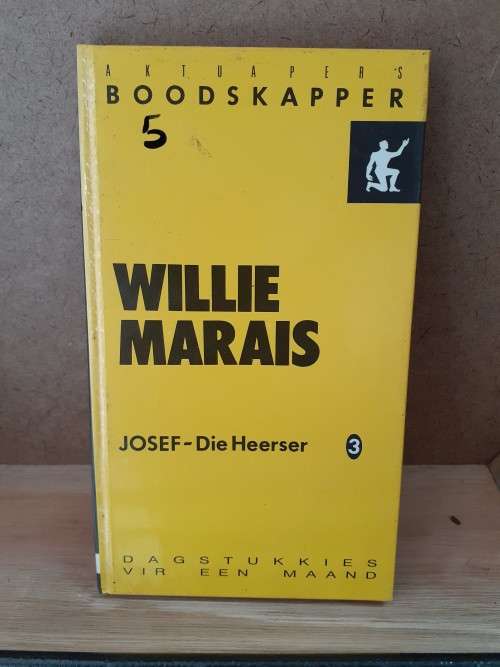 AKTUAPERS
BOODSKAPPER
5
WILLIE
MARAIS
JOSEF - Die Heerser 3
DAGSTUKKIES
VIR EEN MAAND